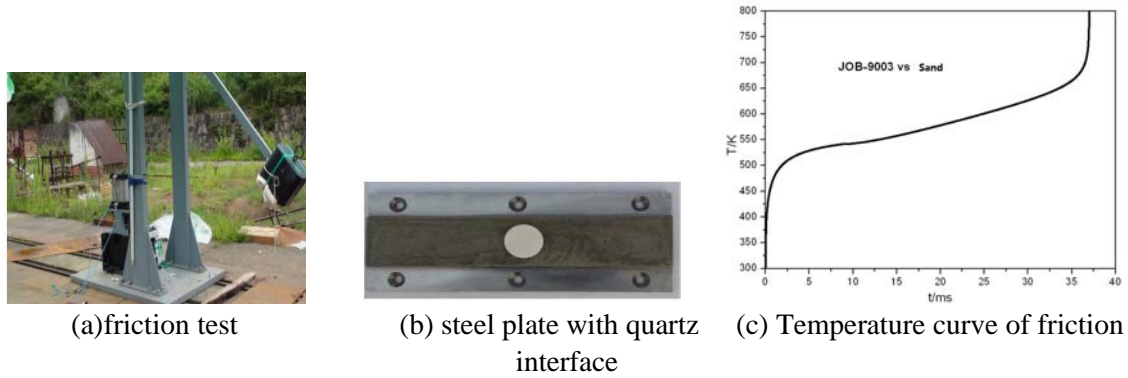 800
750
700
650
600
550
500
450
400
350
300
T/K
JOB-9003 vs Sand
0
5
10
15
20
25
30
35
40
t/ms
(a)friction test
(b) steel plate with quartz
interface
(c) Temperature curve of friction